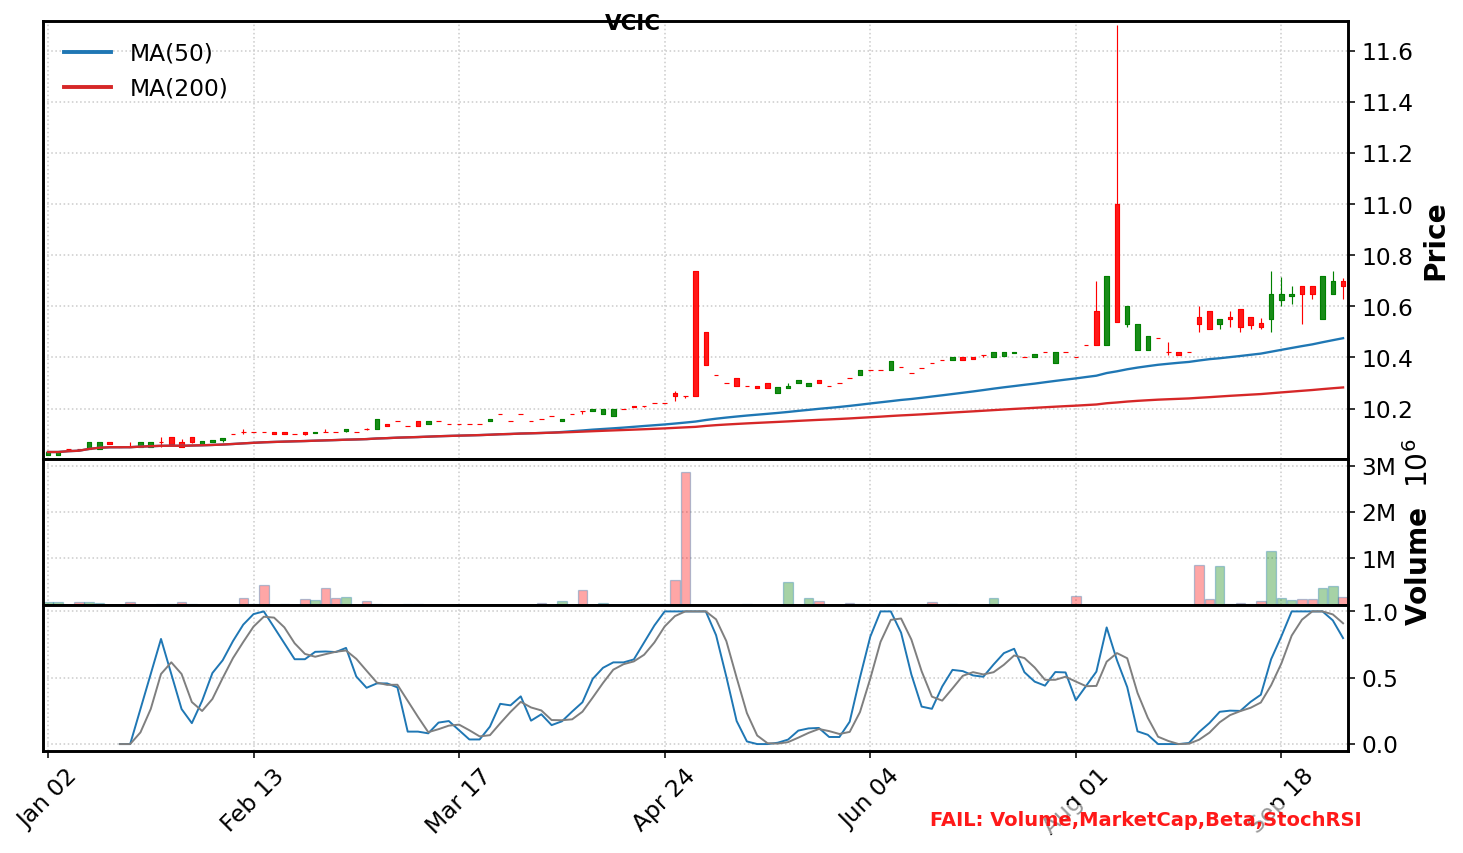 VCIC
MA(50)
MA(200)
11.6
11.4
11.2
11.0
10.8
10.6
10.4
10.2
Price
3M
2M
1M
Volume 10^6
1.0
0.5
0.0
Jan 02
Feb 13
Mar 17
Apr 24
Jun 04
Aug 01
Sep 18
FAIL: Volume,MarketCap,Beta,StochRSI